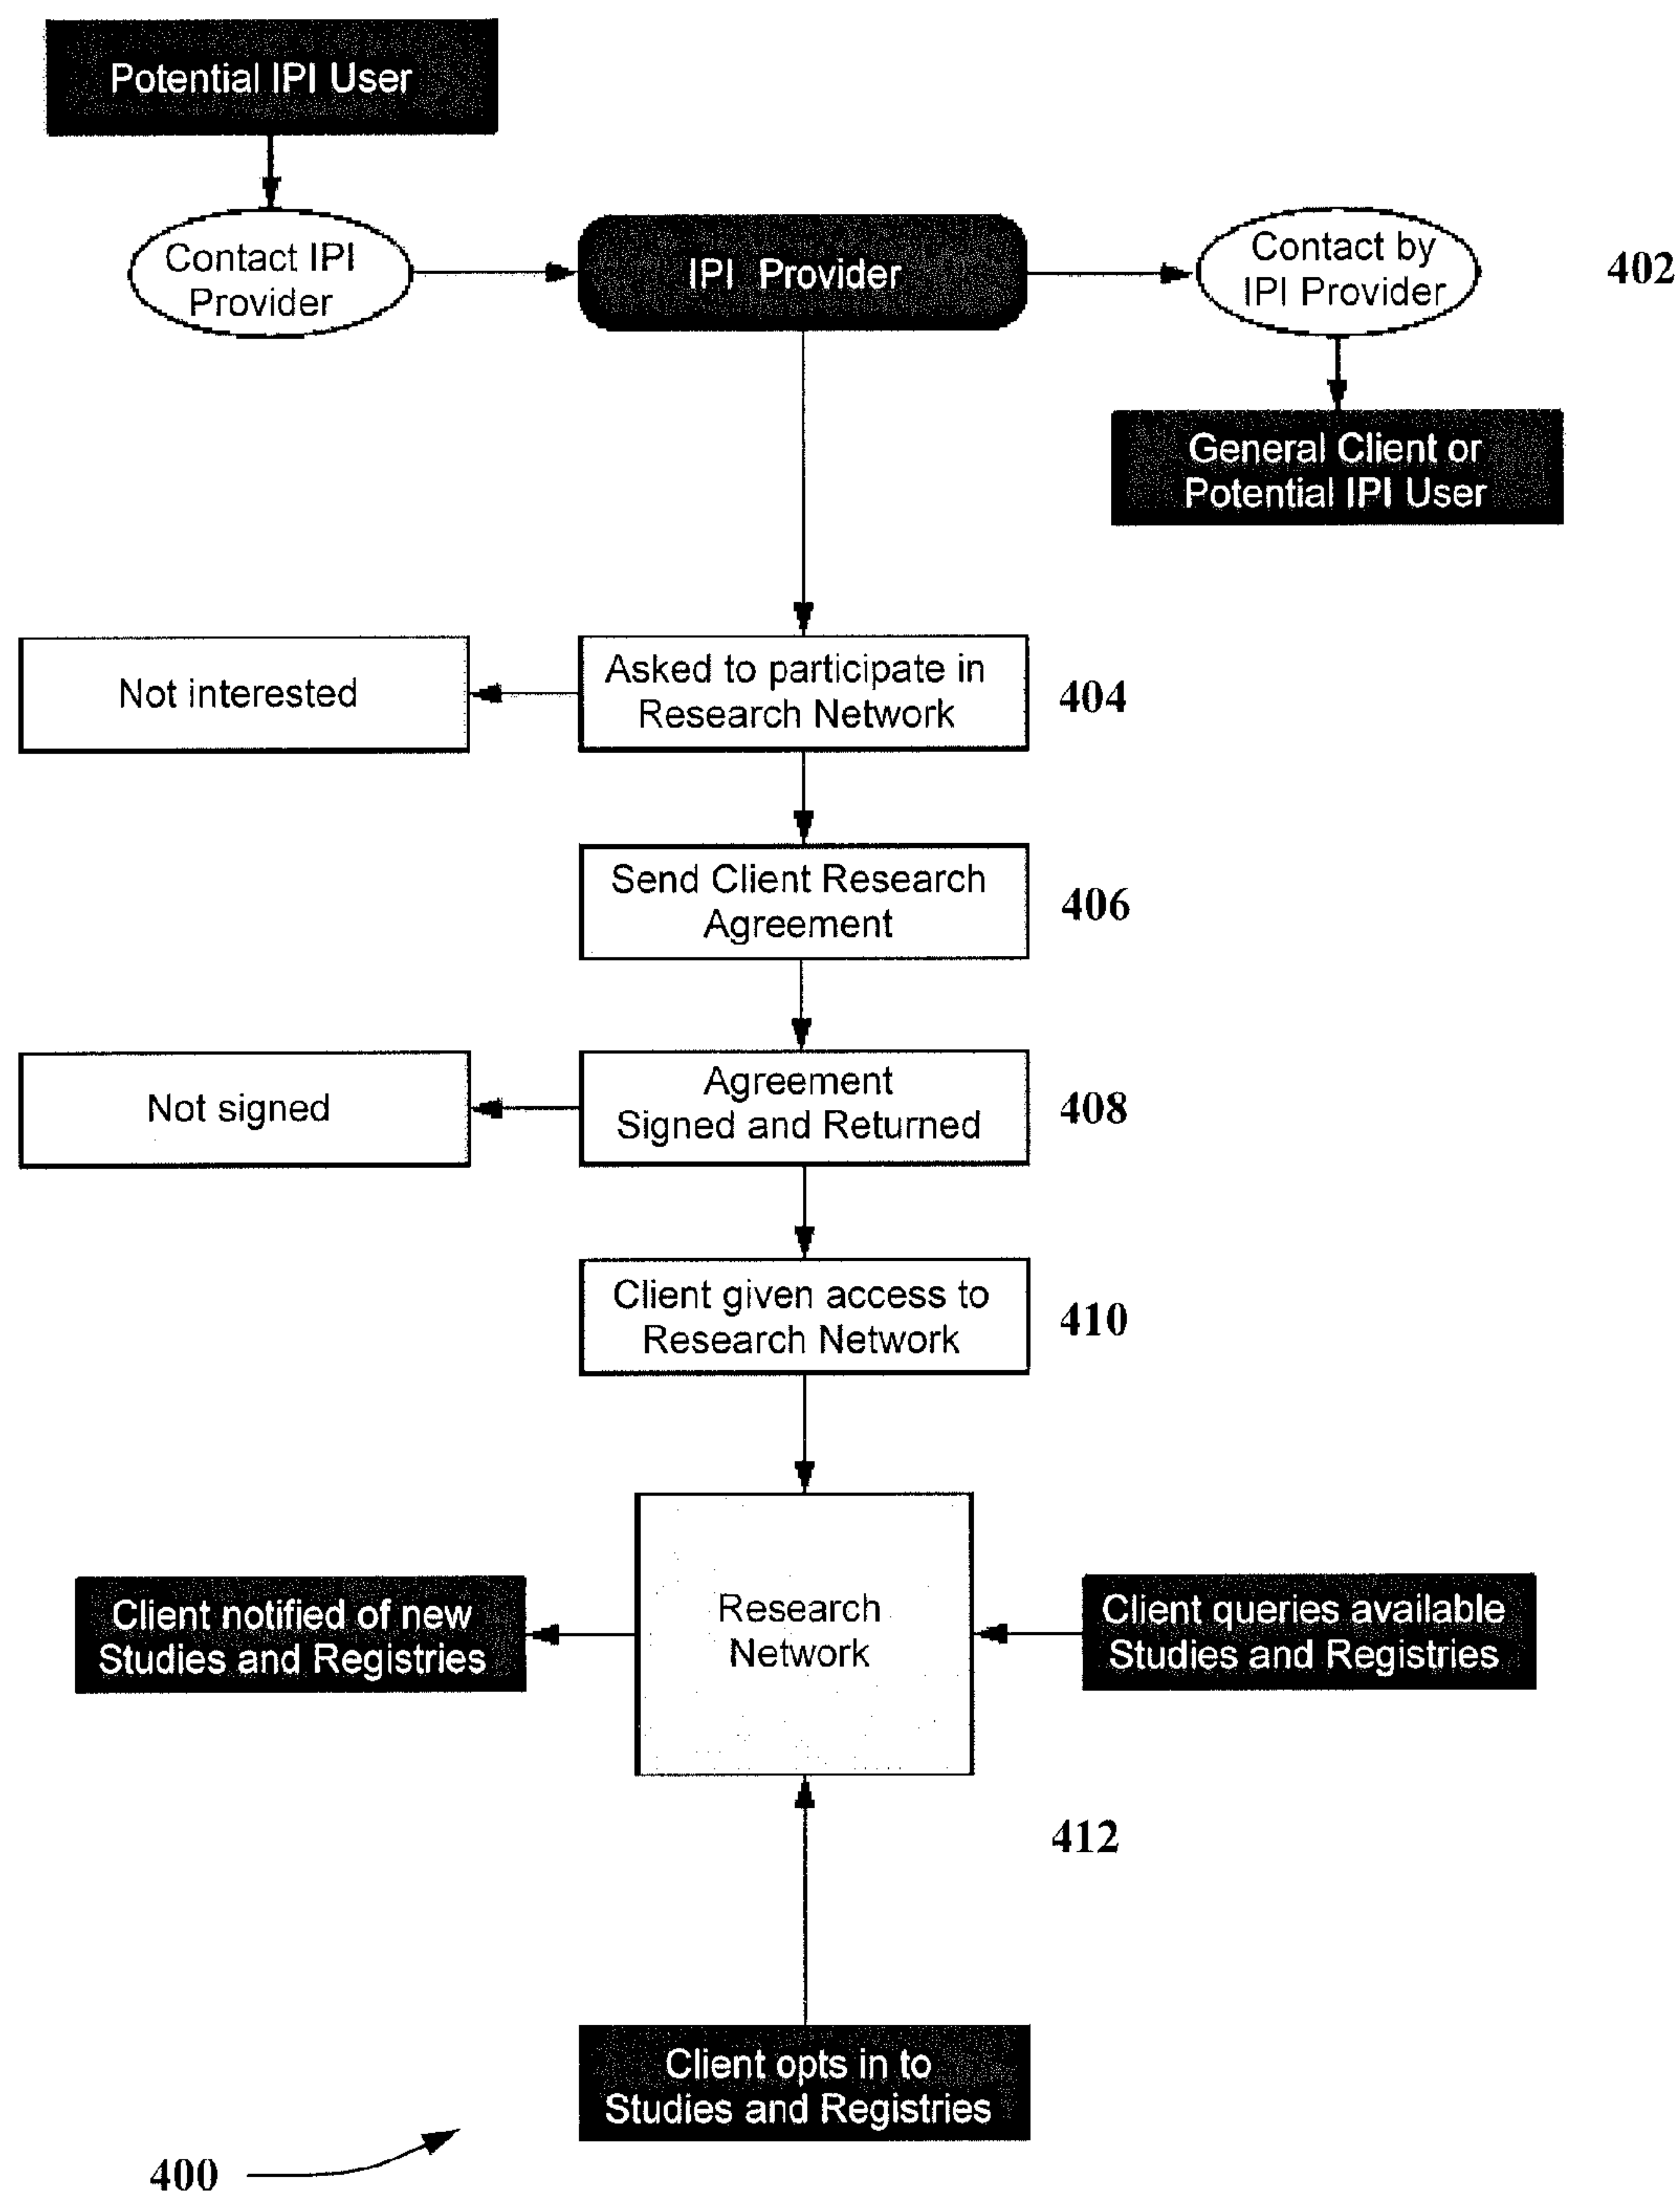 Potential IPI User
Contact IPI
Provider
IPI Provider
Contact by
IPI Provider
402
General Client or
Potential IPI User
Not interested
Asked to participate in
Research Network
404
Send Client Research
Agreement
406
Not signed
Agreement
Signed and Returned
408
Client given access to
Research Network
410
Client notified of new
Studies and Registries
Research
Network
Client queries available
Studies and Registries
412
Client opts in to
Studies and Registries
400